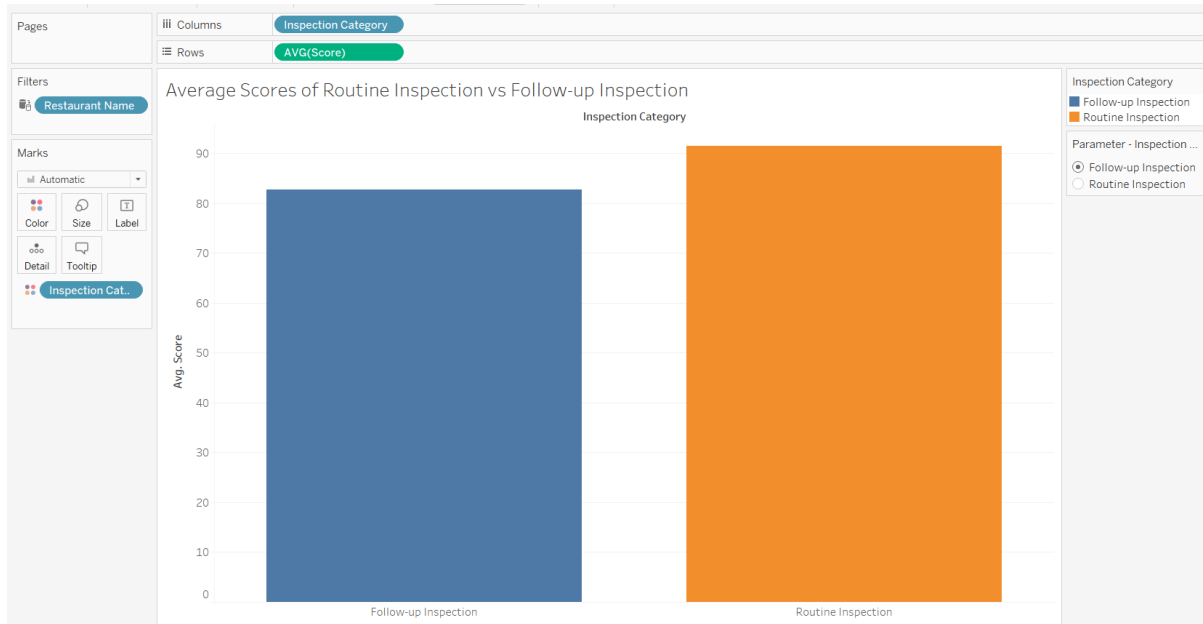 Pages
Columns
Inspection Category
Rows
AVG(Score)
Filters
Restaurant Name
Marks
Automatic
Color
Size
Label
Detail
Tooltip
Inspection Cat..
Average Scores of Routine Inspection vs Follow-up Inspection
Inspection Category
Avg. Score
90
80
70
60
50
40
30
20
10
0
Follow-up Inspection
Routine Inspection
Inspection Category
Follow-up Inspection
Routine Inspection
Parameter - Inspection ...
Follow-up Inspection
Routine Inspection